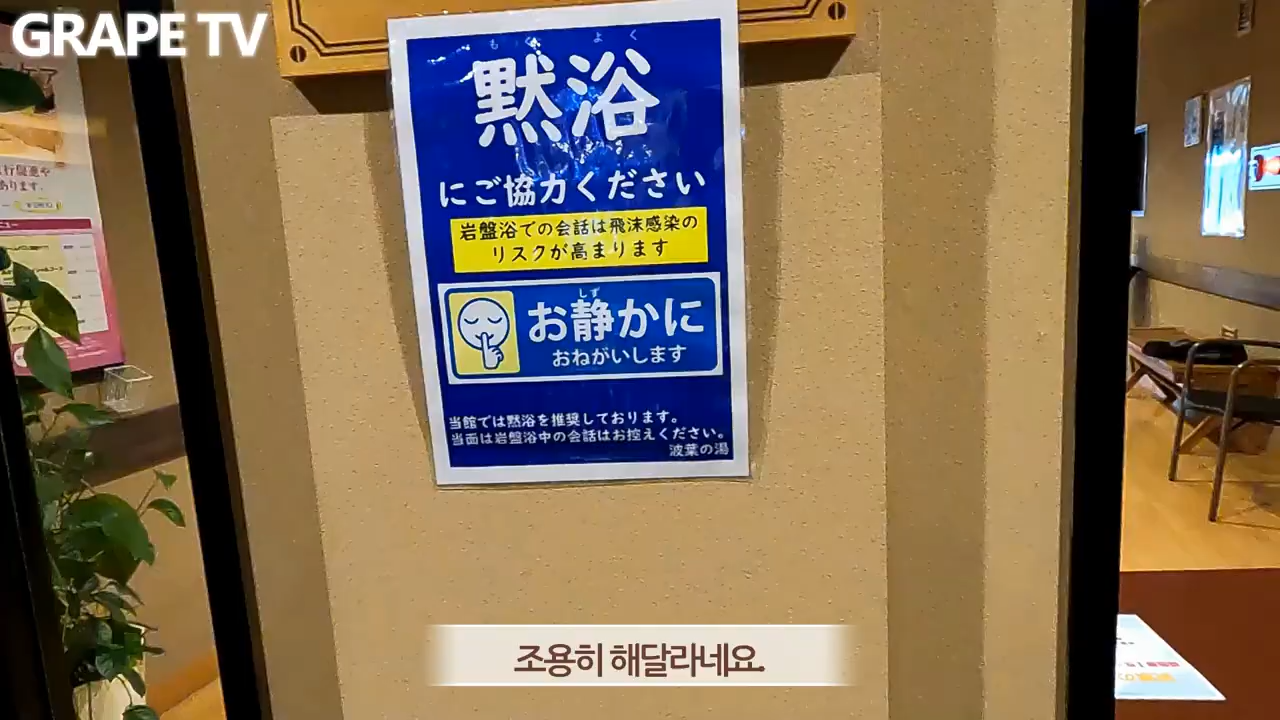 GRAPE TV
もく よく
黙浴
にご協力ください
岩盤浴での会話は飛沫感染の
リスクが高まります
しず
お静かに
おねがいします
当館では黙浴を推奨しております。
当面は岩盤浴中の会話はお控えください。
波葉の湯
あります。
조용히 해달라네요.